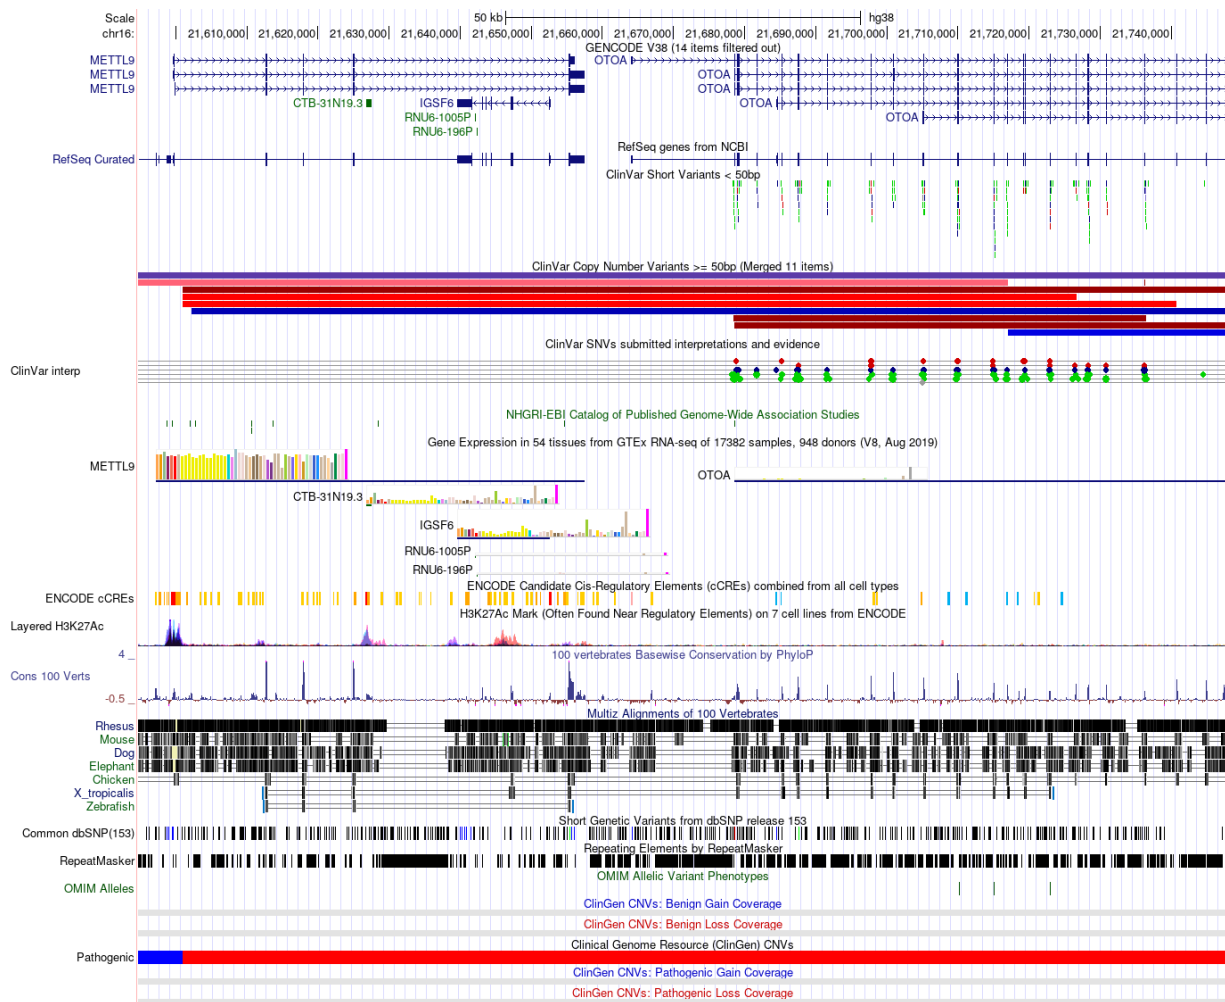 Scale 50 kb hg38
chr16: 21,610,000 21,620,000 21,630,000 21,640,000 21,650,000 21,660,000 21,670,000 21,680,000 21,690,000 21,700,000 21,710,000 21,720,000 21,730,000 21,740,000
GENCODE V38 (14 items filtered out)
METTL9 OTOA
METTL9 OTOA
METTL9 OTOA
CTB-31N19.3 IGSF6 OTOA
RNU6-1005P OTOA
RNU6-196P
RefSeq genes from NCBI
RefSeq Curated
ClinVar Short Variants < 50bp
ClinVar Copy Number Variants >= 50bp (Merged 11 items)
ClinVar SNVs submitted interpretations and evidence
ClinVar interp
NHGRI-EBI Catalog of Published Genome-Wide Association Studies
Gene Expression in 54 tissues from GTEx RNA-seq of 17382 samples, 948 donors (V8, Aug 2019)
METTL9 OTOA
CTB-31N19.3
IGSF6
RNU6-1005P
RNU6-196P
ENCODE Candidate Cis-Regulatory Elements (cCREs) combined from all cell types
ENCODE cCREs
H3K27Ac Mark (Often Found Near Regulatory Elements) on 7 cell lines from ENCODE
Layered H3K27Ac
100 vertebrates Basewise Conservation by PhyloP
4 _
Cons 100 Verts
-0.5 _
Multiz Alignments of 100 Vertebrates
Rhesus
Mouse
Dog
Elephant
Chicken
X_tropicalis
Zebrafish
Short Genetic Variants from dbSNP release 153
Common dbSNP(153)
Repeating Elements by RepeatMasker
RepeatMasker
OMIM Allelic Variant Phenotypes
OMIM Alleles
ClinGen CNVs: Benign Gain Coverage
ClinGen CNVs: Benign Loss Coverage
Clinical Genome Resource (ClinGen) CNVs
Pathogenic
ClinGen CNVs: Pathogenic Gain Coverage
ClinGen CNVs: Pathogenic Loss Coverage